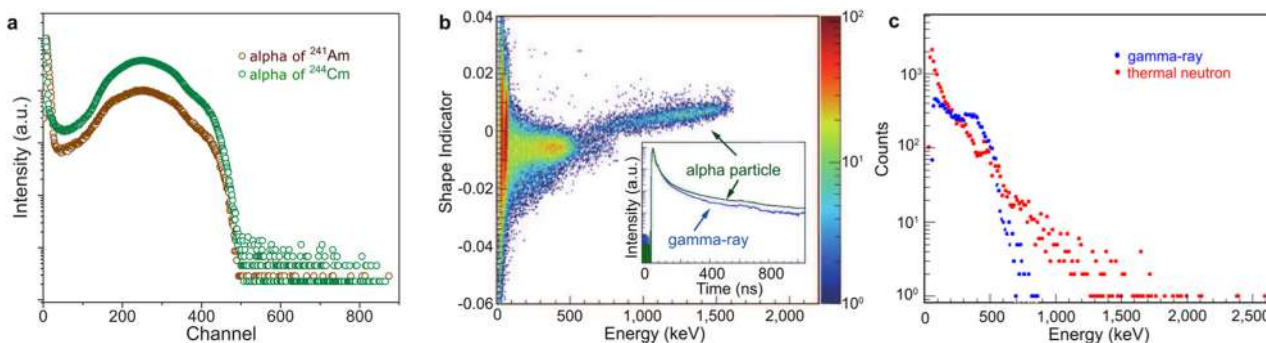 a
alpha of ²⁴¹Am
alpha of ²⁴⁴Cm
Intensity (a.u.)
0 200 400 600 800
Channel
b
0.04
0.02
0
-0.02
-0.04
-0.06
Shape Indicator
0 500 1,000 1,500 2,000
Energy (keV)
10²
10¹
10⁰
alpha particle
gamma-ray
Intensity (a.u.)
0 400 800
Time (ns)
c
gamma-ray
thermal neutron
10³
10²
10¹
10⁰
Counts
0 500 1,000 1,500 2,000 2,500
Energy (keV)